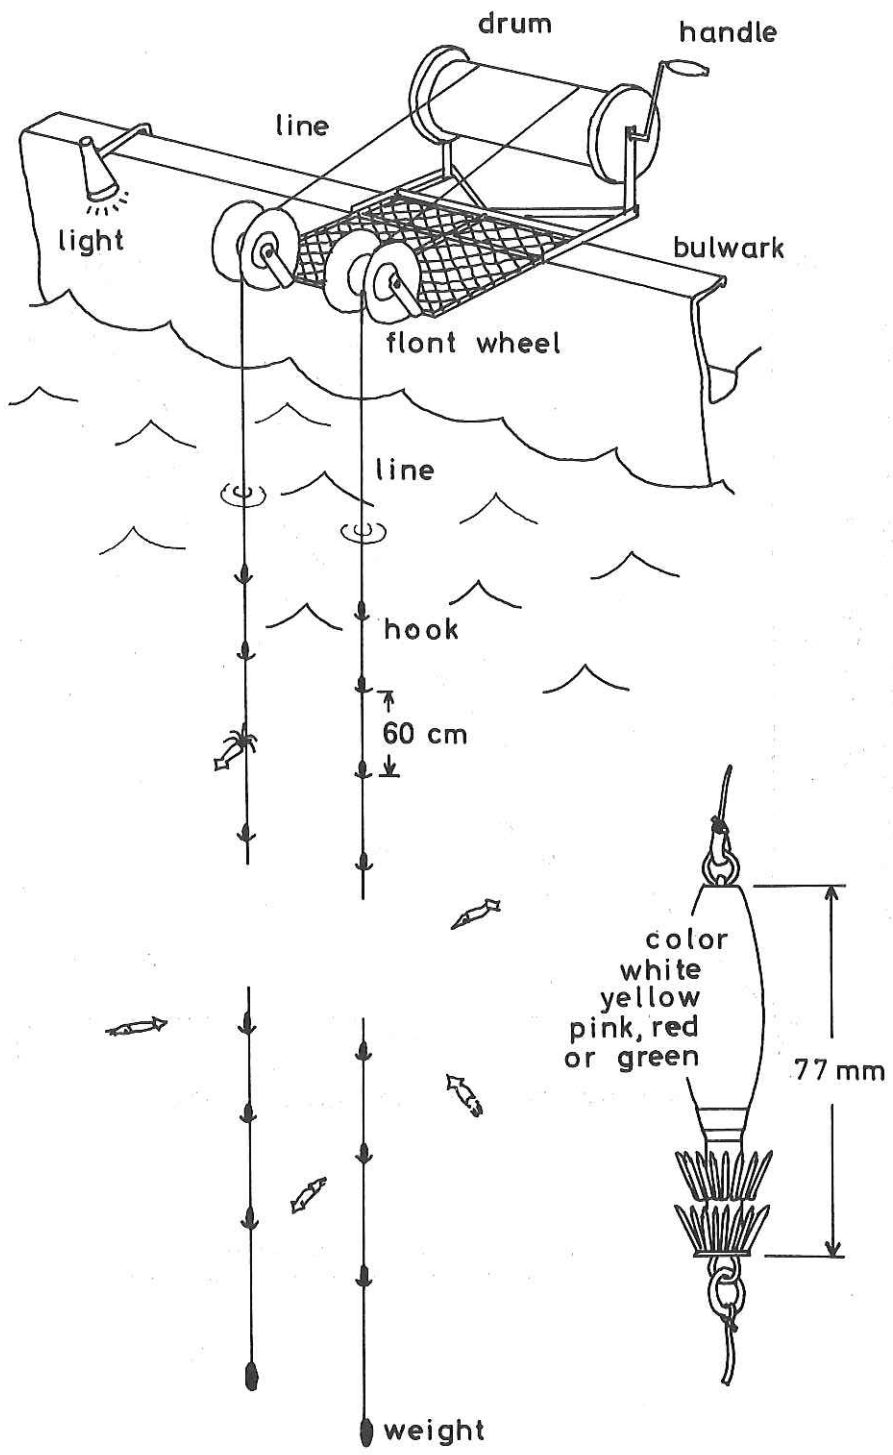 drum
handle
line
light
bulwark
flont wheel
line
hook
60 cm
color
white
yellow
pink, red
or green
77 mm
weight